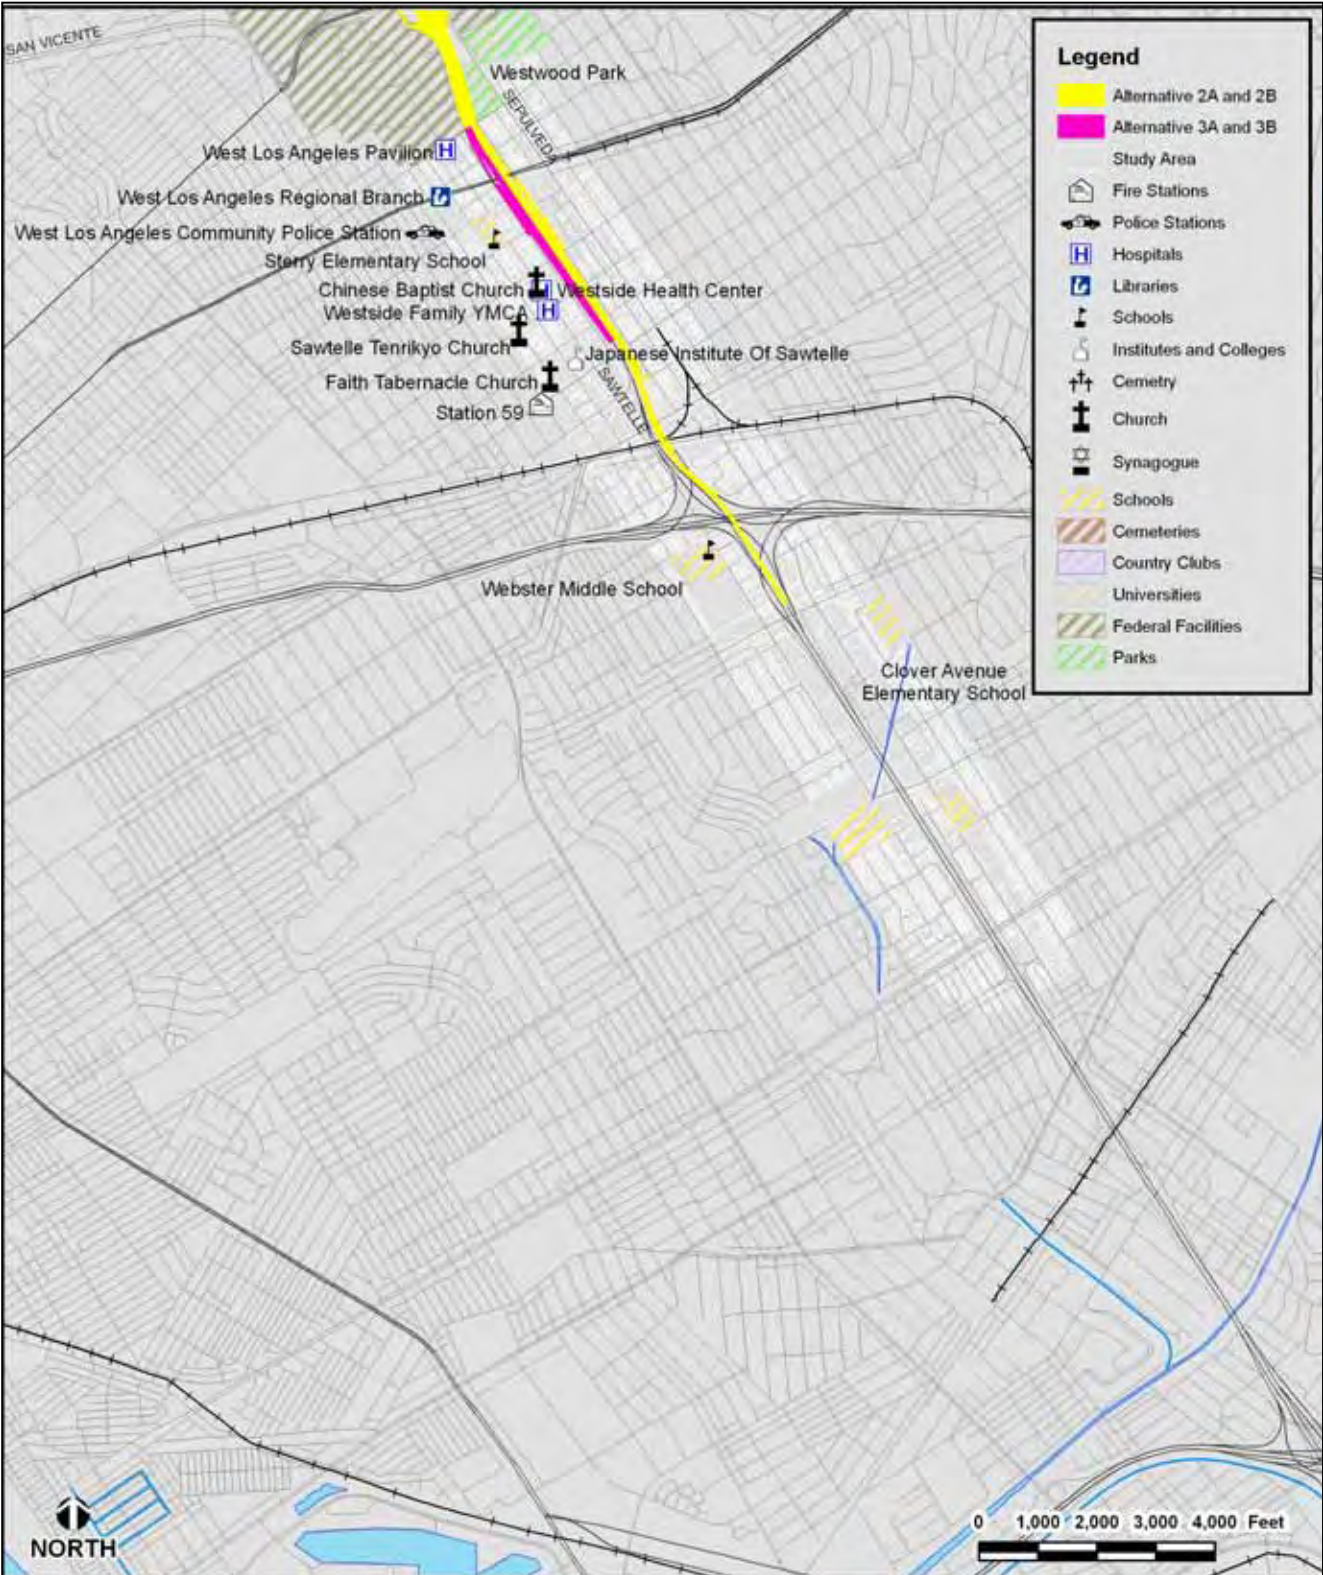 SAN VICENTE
Westwood Park
SEPULVEDA
West Los Angeles Pavilion H
West Los Angeles Regional Branch
West Los Angeles Community Police Station
Sterry Elementary School
Chinese Baptist Church
Westside Health Center
Westside Family YMCA H
Sawtelle Tenrikyo Church
Japanese Institute Of Sawtelle
Faith Tabernacle Church
SAWTELLE
Station 59
Webster Middle School
Clover Avenue
Elementary School
Legend
Alternative 2A and 2B
Alternative 3A and 3B
Study Area
Fire Stations
Police Stations
H Hospitals
Libraries
Schools
Institutes and Colleges
Cemetry
Church
Synagogue
Schools
Cemeteries
Country Clubs
Universities
Federal Facilities
Parks
NORTH
0 1,000 2,000 3,000 4,000 Feet